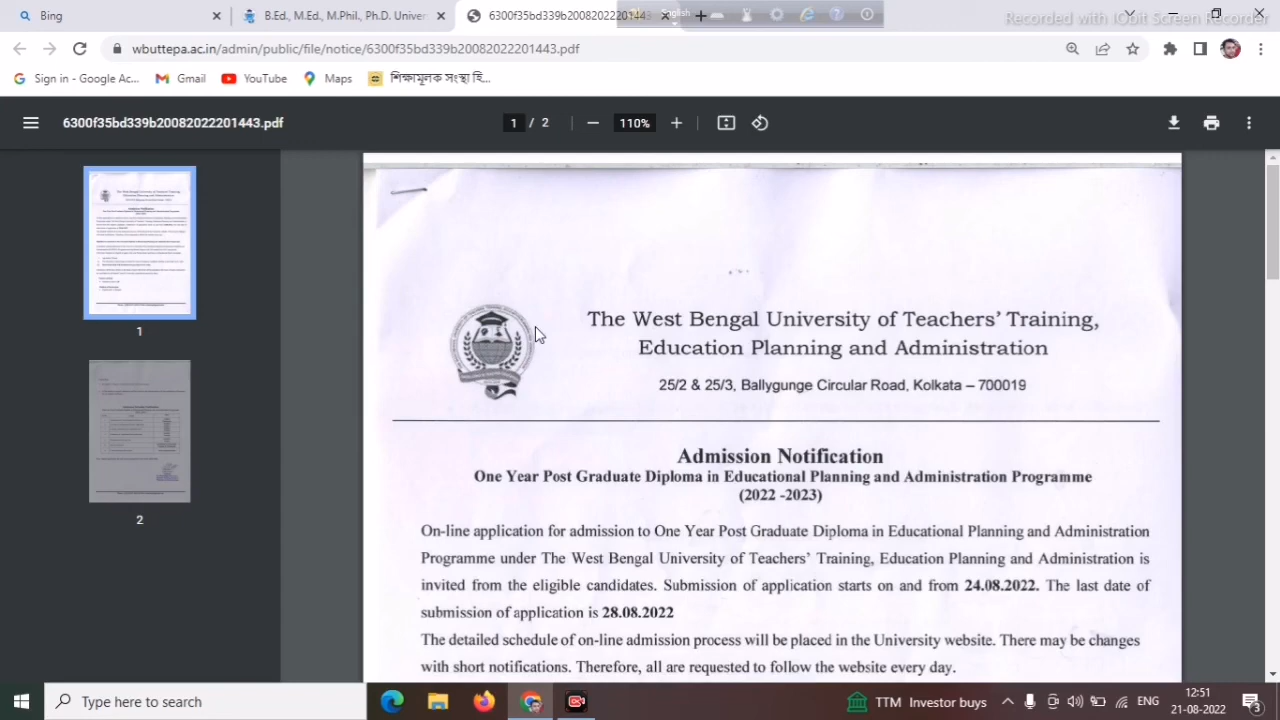 Bing
B.Ed., M.Ed., M.Phil., Ph.D. Univer
6300f35bd339b20082022201443
English
Recorded with IObit Screen Recorder
wbuttepa.ac.in/admin/public/file/notice/6300f35bd339b20082022201443.pdf
Sign in - Google Ac...
Gmail
YouTube
Maps
শিক্ষামূলক সংস্থা হি...
6300f35bd339b20082022201443.pdf
1 / 2
110%
The West Bengal University of Teachers' Training,
Education Planning and Administration
25/2 & 25/3, Ballygunge Circular Road, Kolkata – 700019
Admission Notification
One Year Post Graduate Diploma in Educational Planning and Administration Programme
(2022 -2023)
On-line application for admission to One Year Post Graduate Diploma in Educational Planning and Administration
Programme under The West Bengal University of Teachers' Training, Education Planning and Administration is
invited from the eligible candidates. Submission of application starts on and from 24.08.2022. The last date of
submission of application is 28.08.2022
The detailed schedule of on-line admission process will be placed in the University website. There may be changes
with short notifications. Therefore, all are requested to follow the website every day.
1
2
Type here to search
TTM Investor buys
ENG
12:51
21-08-2022
3